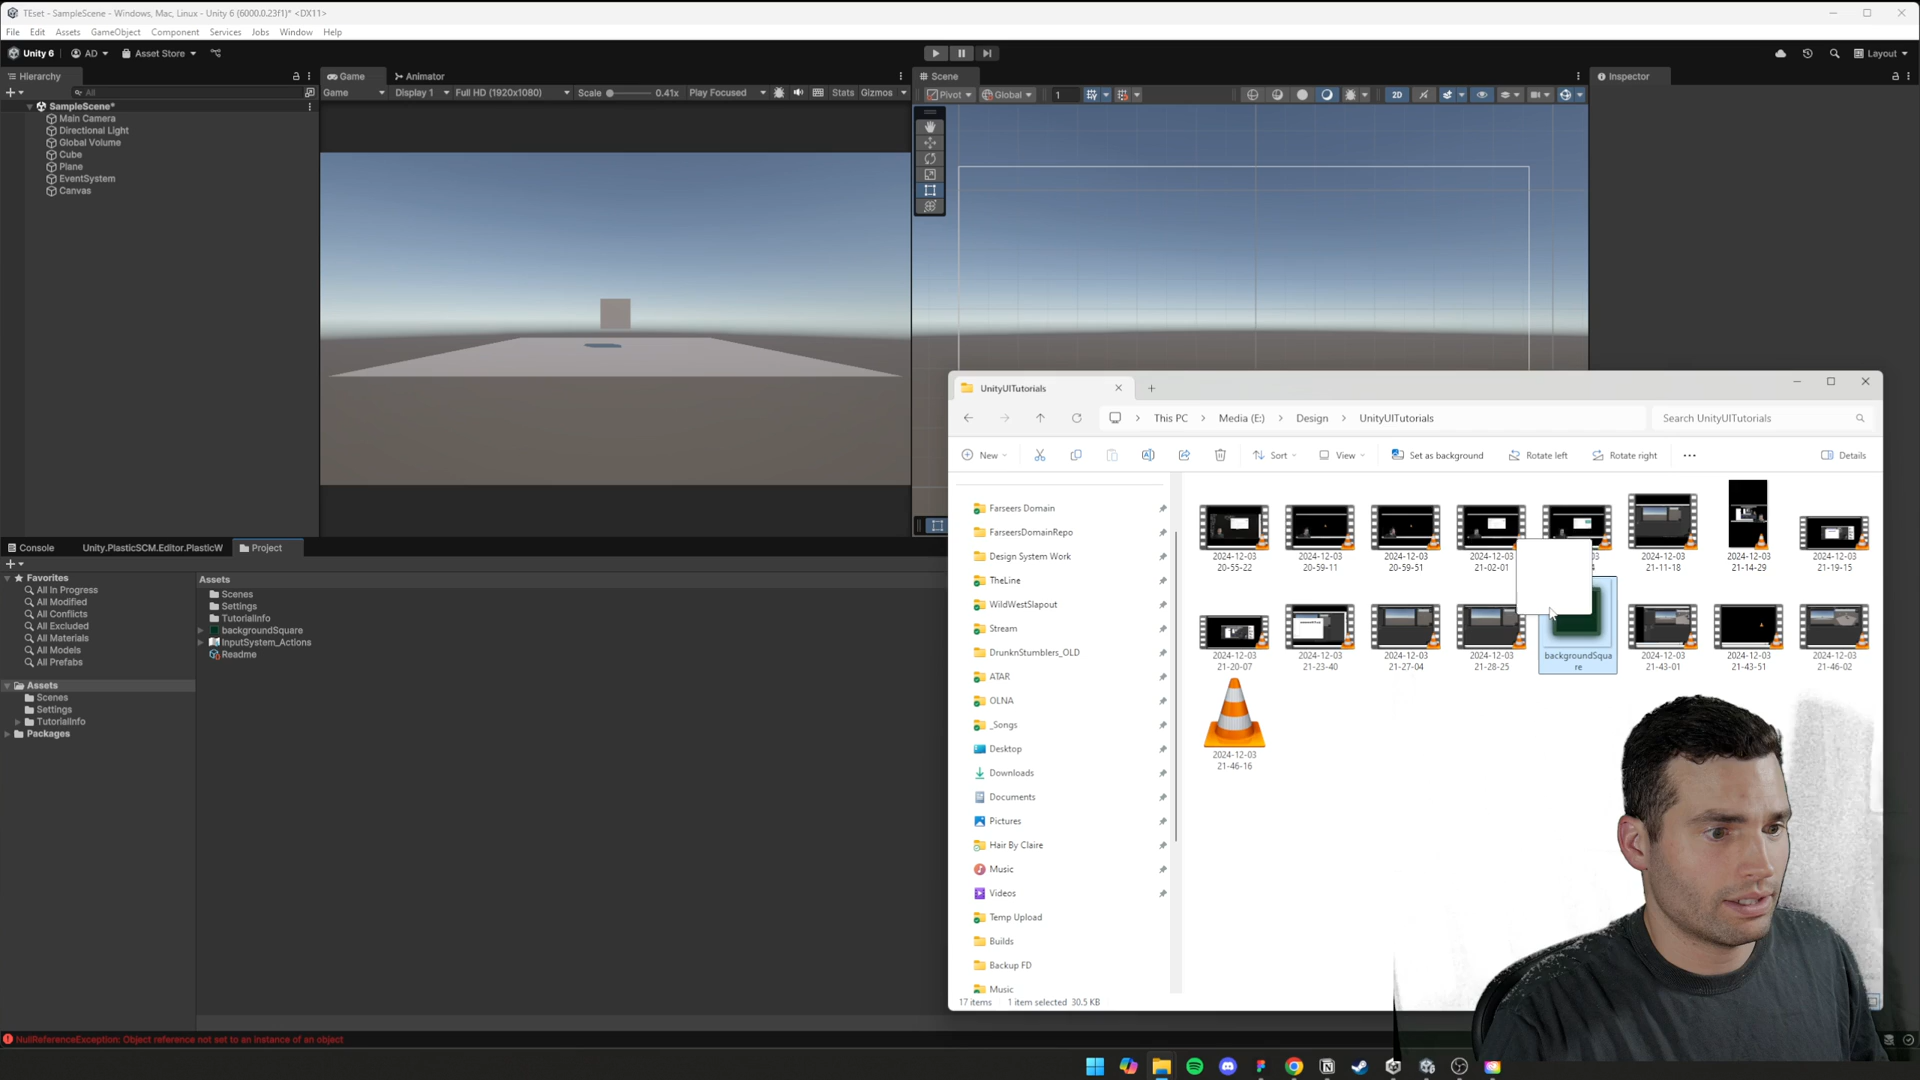 TEset - SampleScene - Windows, Mac, Linux - Unity 6 (6000.0.23f1)* <DX11>
File Edit Assets GameObject Component Services Jobs Window Help
Unity 6 AD Asset Store Layout
Hierarchy
All
SampleScene*
Main Camera
Directional Light
Global Volume
Cube
Plane
EventSystem
Canvas
Game Animator
Game Display 1 Full HD (1920x1080) Scale 0.41x Play Focused Stats Gizmos
Scene
Pivot Global 1 2D
Inspector
Console Unity.PlasticSCM.Editor.PlasticW Project
Favorites
All In Progress
All Modified
All Conflicts
All Excluded
All Materials
All Models
All Prefabs
Assets
Scenes
Settings
TutorialInfo
Packages
Assets
Scenes
Settings
TutorialInfo
backgroundSquare
InputSystem_Actions
Readme
UnityUITutorials
This PC > Media (E:) > Design > UnityUITutorials
Search UnityUITutorials
New Sort View Set as background Rotate left Rotate right Details
Farseers Domain
FarseersDomainRepo
Design System Work
TheLine
WildWestSlapout
Stream
DrunknStumblers_OLD
ATAR
OLNA
_Songs
Desktop
Downloads
Documents
Pictures
Hair By Claire
Music
Videos
Temp Upload
Builds
Backup FD
Music
2024-12-03 20-55-22
2024-12-03 20-59-11
2024-12-03 20-59-51
2024-12-03 21-02-01
2024-12-03 21-11-18
2024-12-03 21-14-29
2024-12-03 21-19-15
2024-12-03 21-20-07
2024-12-03 21-23-40
2024-12-03 21-27-04
2024-12-03 21-28-25
backgroundSqua
re
2024-12-03 21-43-01
2024-12-03 21-43-51
2024-12-03 21-46-02
2024-12-03 21-46-16
17 items 1 item selected 30.5 KB
NullReferenceException: Object reference not set to an instance of an object